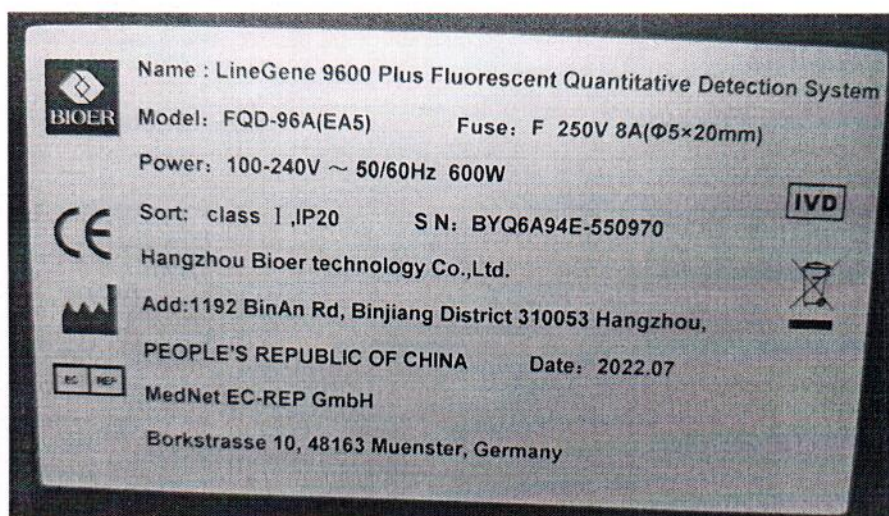 BIOER
Name : LineGene 9600 Plus Fluorescent Quantitative Detection System
Model: FQD-96A(EA5) Fuse: F 250V 8A(Φ5×20mm)
Power: 100-240V ～ 50/60Hz 600W
IVD
Sort: class Ⅰ ,IP20 S N: BYQ6A94E-550970
CE
Hangzhou Bioer technology Co.,Ltd.
Add:1192 BinAn Rd, Binjiang District 310053 Hangzhou,
PEOPLE'S REPUBLIC OF CHINA Date: 2022.07
EC REP
MedNet EC-REP GmbH
Borkstrasse 10, 48163 Muenster, Germany